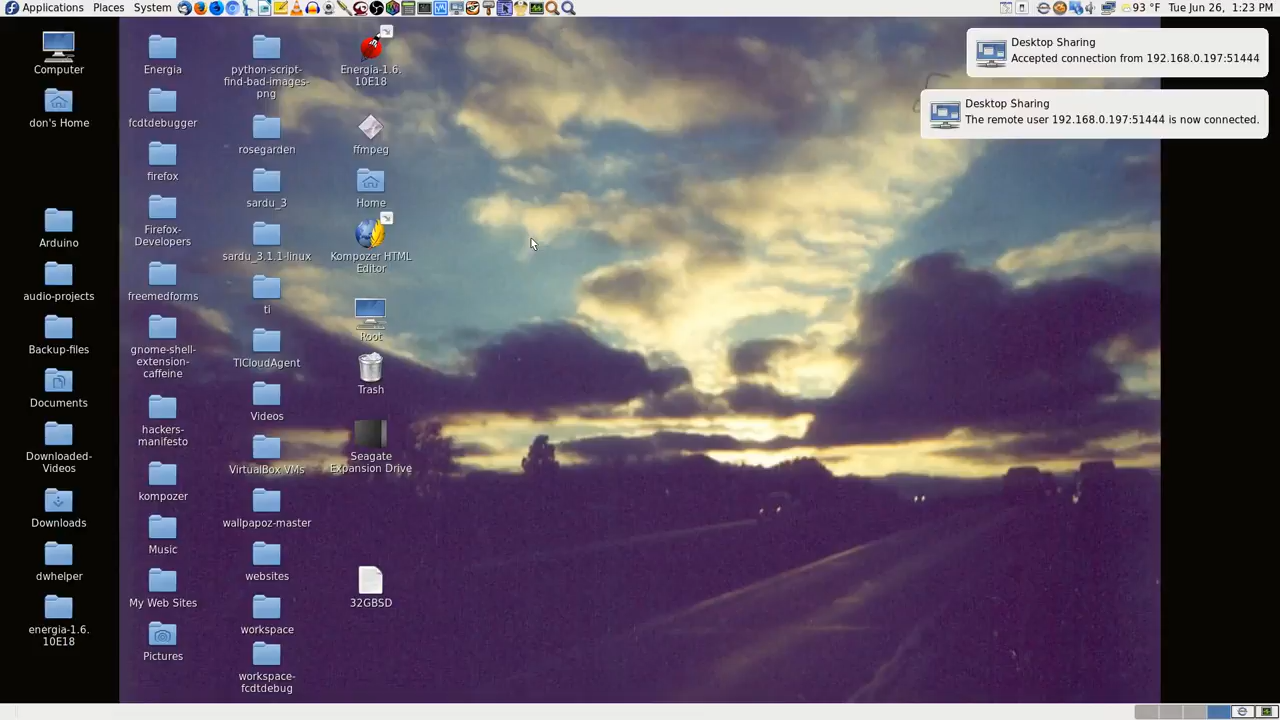 Applications Places System 93 °F Tue Jun 26, 1:23 PM
Desktop Sharing
Accepted connection from 192.168.0.197:51444
Desktop Sharing
The remote user 192.168.0.197:51444 is now connected.
Computer
don's Home
Arduino
audio-projects
Backup-files
Documents
Downloaded-
Videos
Downloads
dwhelper
energia-1.6.
10E18
Energia
fcdtdebugger
firefox
Firefox-
Developers
freemedforms
gnome-shell-
extension-
caffeine
hackers-
manifesto
kompozer
Music
My Web Sites
Pictures
python-script-
find-bad-images-
png
rosegarden
sardu_3
sardu_3.1.1-linux
ti
TICloudAgent
Videos
VirtualBox VMs
wallpapoz-master
websites
workspace
workspace-
fcdtdebug
Energia-1.6.
10E18
ffmpeg
Home
Kompozer HTML
Editor
Root
Trash
Seagate
Expansion Drive
32GBSD